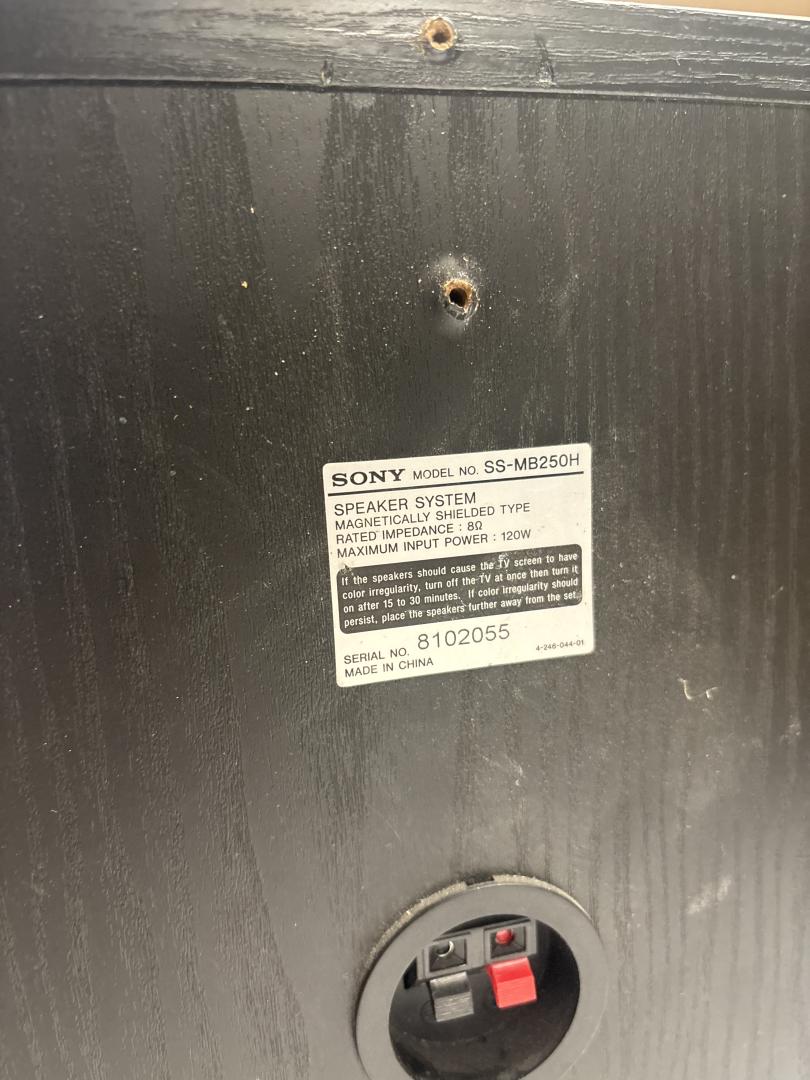 SONY MODEL NO. SS-MB250H
SPEAKER SYSTEM
MAGNETICALLY SHIELDED TYPE
RATED IMPEDANCE : 8Ω
MAXIMUM INPUT POWER : 120W
If the speakers should cause the TV screen to have
color irregularity, turn off the TV at once then turn it
on after 15 to 30 minutes. If color irregularity should
persist, place the speakers further away from the set.
SERIAL NO. 8102055
4-246-044-01
MADE IN CHINA